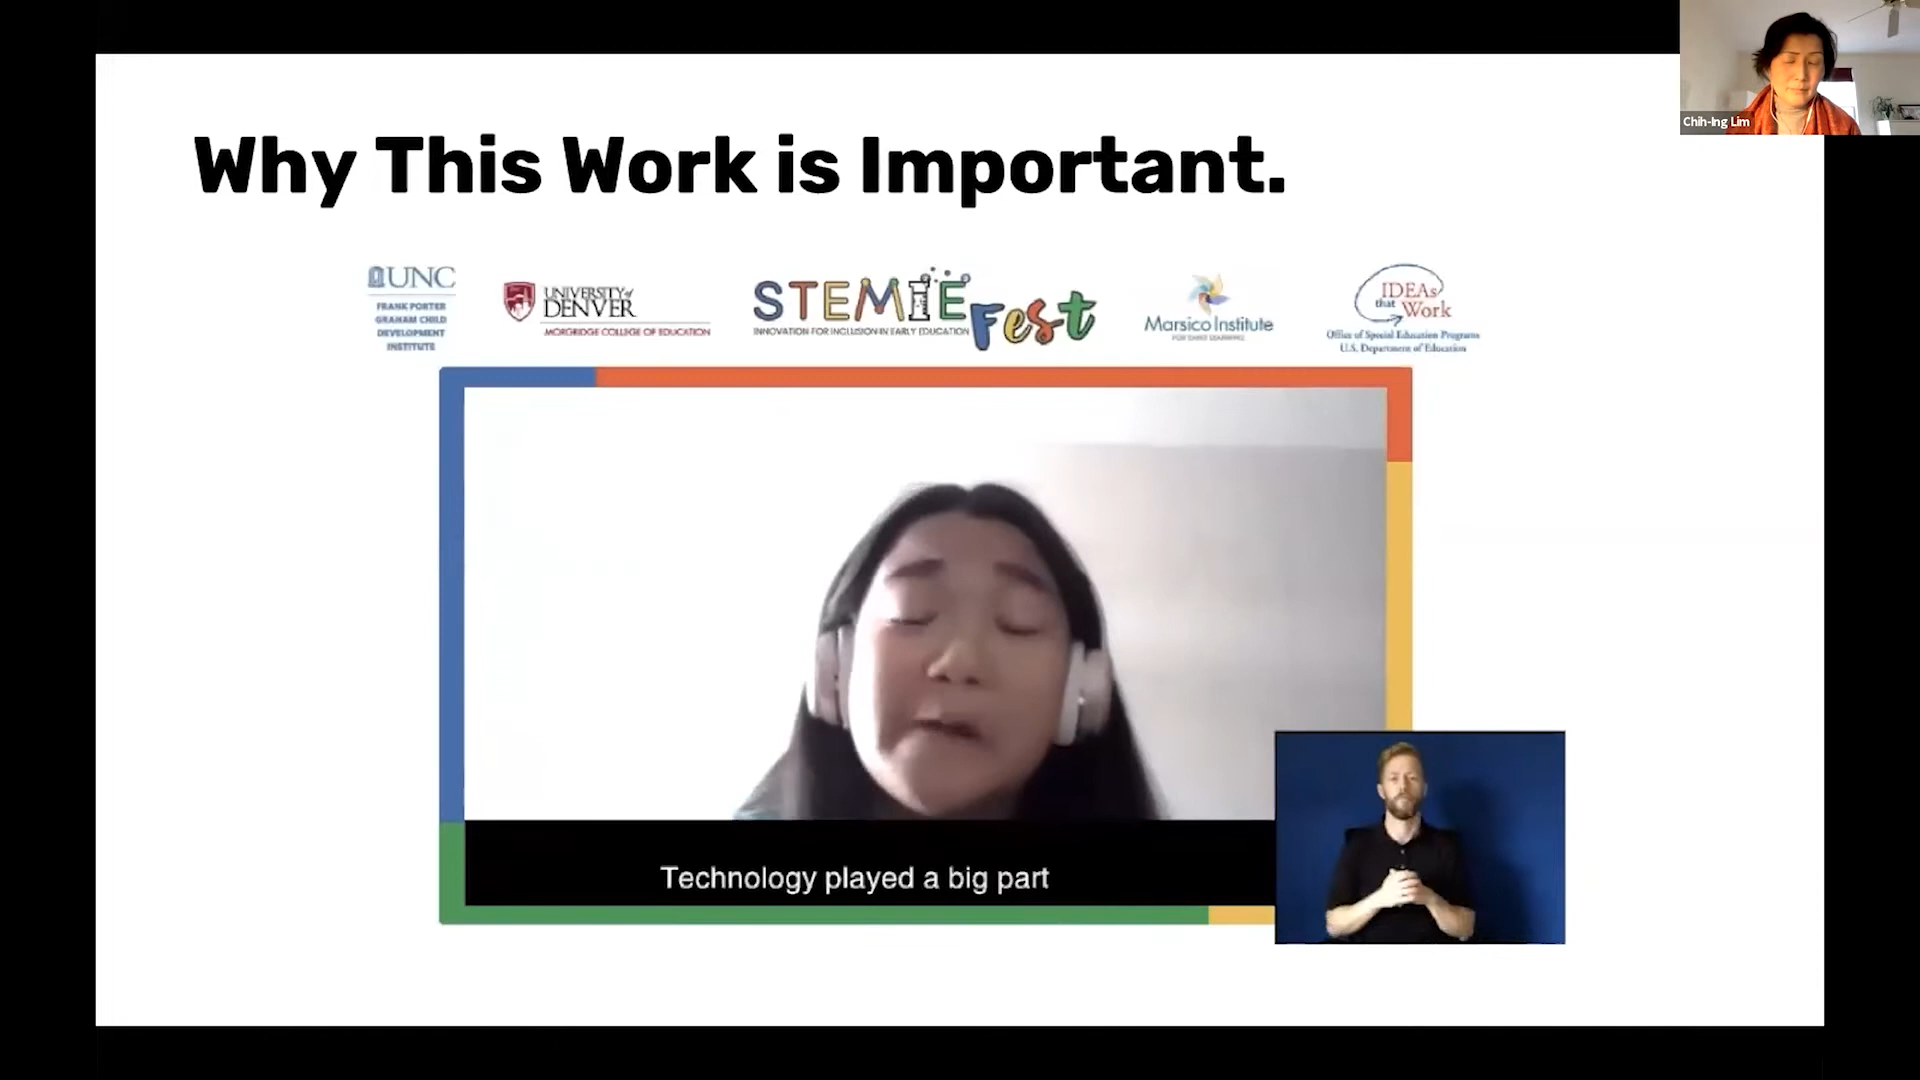 Chih-Ing Lim
Why This Work is Important.
UNC
FRANK PORTER
GRAHAM CHILD
DEVELOPMENT
INSTITUTE
UNIVERSITY of
DENVER
MORGRIDGE COLLEGE OF EDUCATION
STEMIE
Fest
INNOVATION FOR INCLUSION IN EARLY EDUCATION
Marsico Institute
FOR EARLY LEARNING
IDEAs
that Work
Office of Special Education Programs
U.S. Department of Education
Technology played a big part